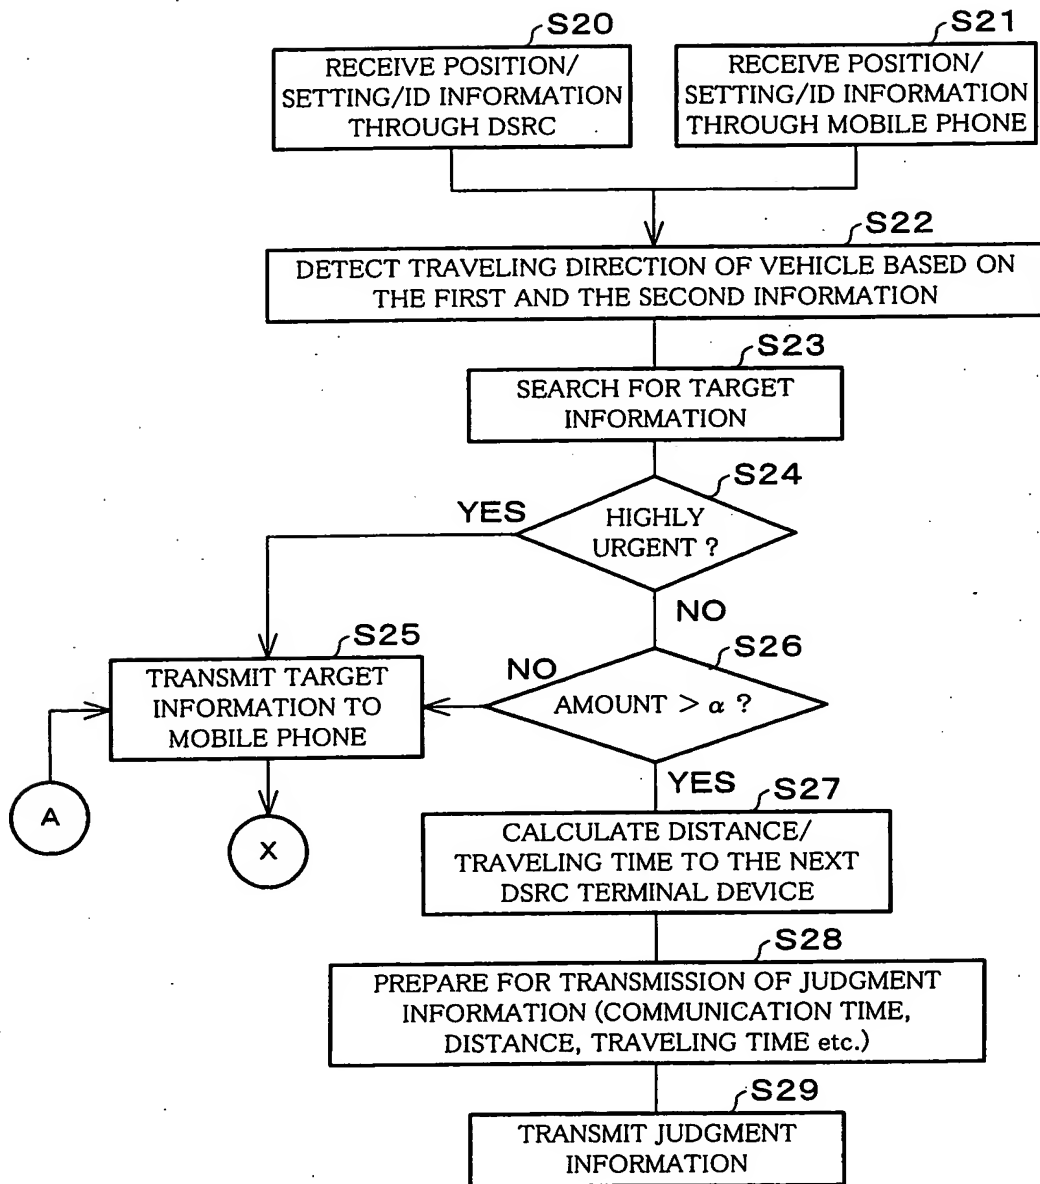 S20
RECEIVE POSITION/
SETTING/ID INFORMATION
THROUGH DSRC
S21
RECEIVE POSITION/
SETTING/ID INFORMATION
THROUGH MOBILE PHONE
S22
DETECT TRAVELING DIRECTION OF VEHICLE BASED ON
THE FIRST AND THE SECOND INFORMATION
S23
SEARCH FOR TARGET
INFORMATION
S24
HIGHLY
URGENT ?
YES
NO
S25
TRANSMIT TARGET
INFORMATION TO
MOBILE PHONE
A
X
S26
AMOUNT > α ?
NO
YES
S27
CALCULATE DISTANCE/
TRAVELING TIME TO THE NEXT
DSRC TERMINAL DEVICE
S28
PREPARE FOR TRANSMISSION OF JUDGMENT
INFORMATION (COMMUNICATION TIME,
DISTANCE, TRAVELING TIME etc.)
S29
TRANSMIT JUDGMENT
INFORMATION